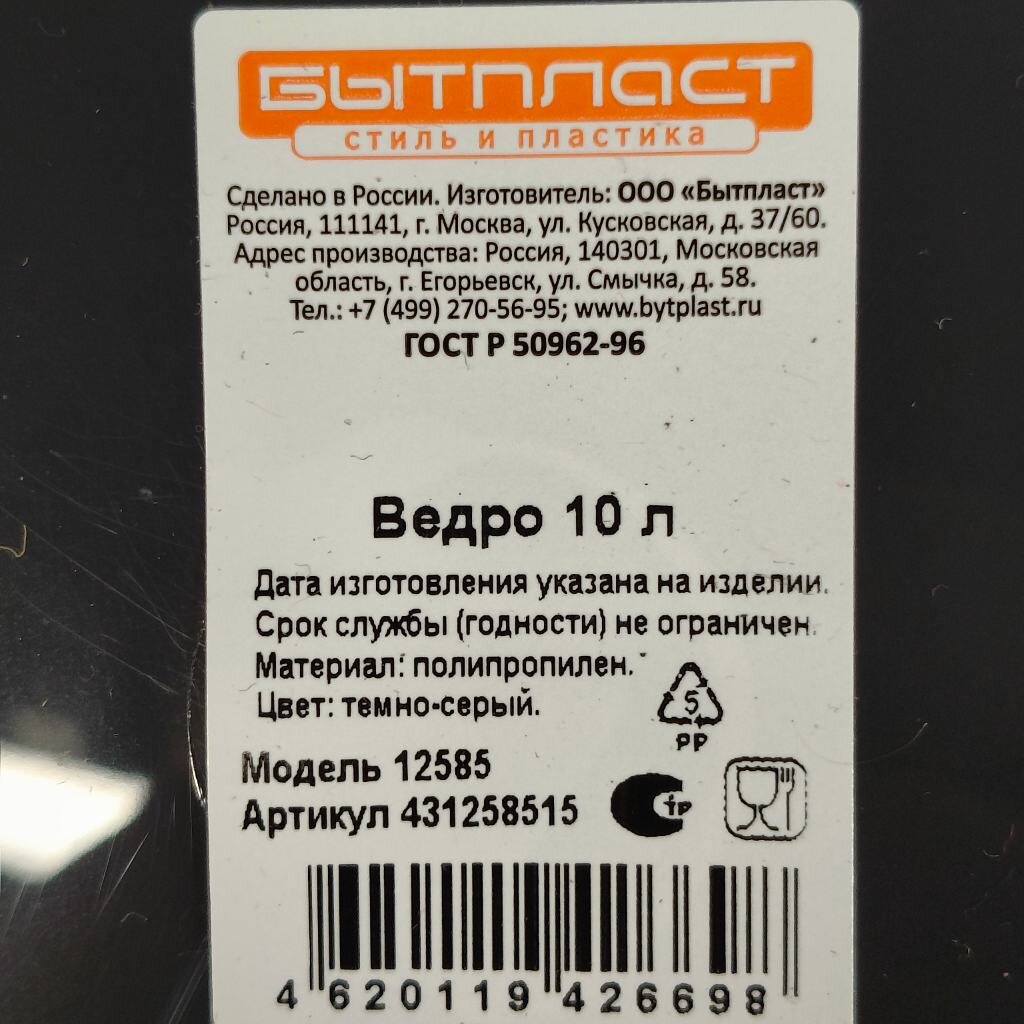 БЫТПЛАСТ
стиль и пластика
Сделано в России. Изготовитель: ООО «Бытпласт»
Россия, 111141, г. Москва, ул. Кусковская, д. 37/60.
Адрес производства: Россия, 140301, Московская
область, г. Егорьевск, ул. Смычка, д. 58.
Тел.: +7 (499) 270-56-95; www.bytplast.ru
ГОСТ Р 50962-96
Ведро 10 л
Дата изготовления указана на изделии.
Срок службы (годности) не ограничен.
Материал: полипропилен.
Цвет: темно-серый.
5
PP
Модель 12585
Артикул 431258515
4 620119 426698